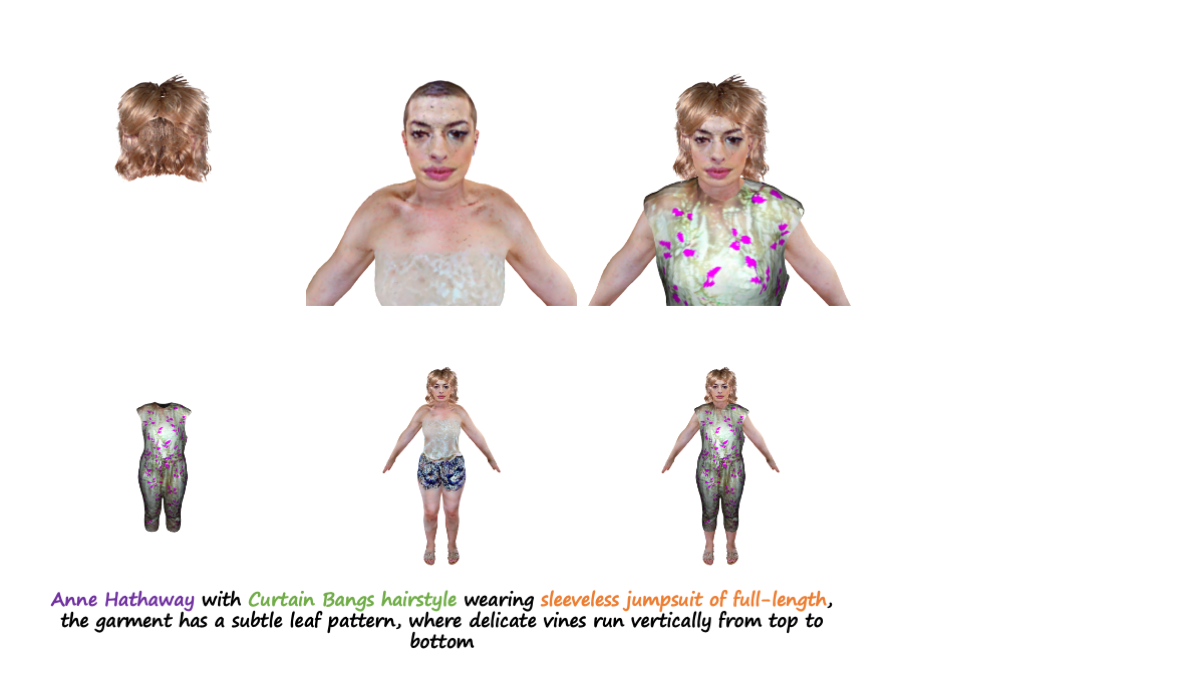 Anne Hathaway with Curtain Bangs hairstyle wearing sleeveless jumpsuit of full-length,
the garment has a subtle leaf pattern, where delicate vines run vertically from top to
bottom